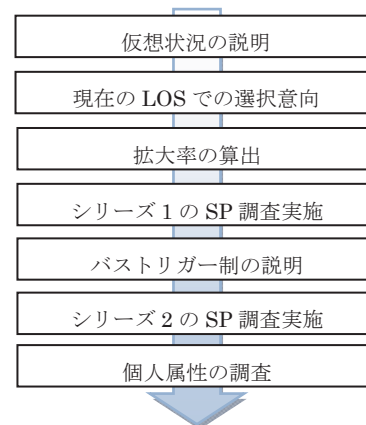 仮想状況の説明
現在の LOS での選択意向
拡大率の算出
シリーズ 1 の SP 調査実施
バストリガー制の説明
シリーズ 2 の SP 調査実施
個人属性の調査